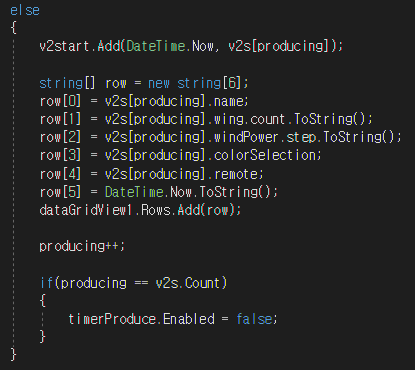 else
{
v2start.Add(DateTime.Now, v2s[producing]);
string[] row = new string[6];
row[0] = v2s[producing].name;
row[1] = v2s[producing].wing.count.ToString();
row[2] = v2s[producing].windPower.step.ToString();
row[3] = v2s[producing].colorSelection;
row[4] = v2s[producing].remote;
row[5] = DateTime.Now.ToString();
dataGridView1.Rows.Add(row);
producing++;
if(producing == v2s.Count)
{
timerProduce.Enabled = false;
}
}